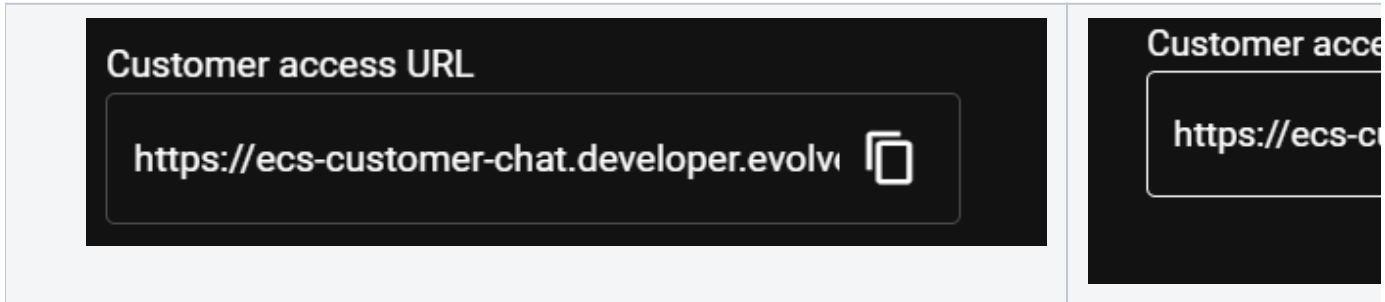 Customer access URL
https://ecs-customer-chat.developer.evolv
Customer acce
https://ecs-cu